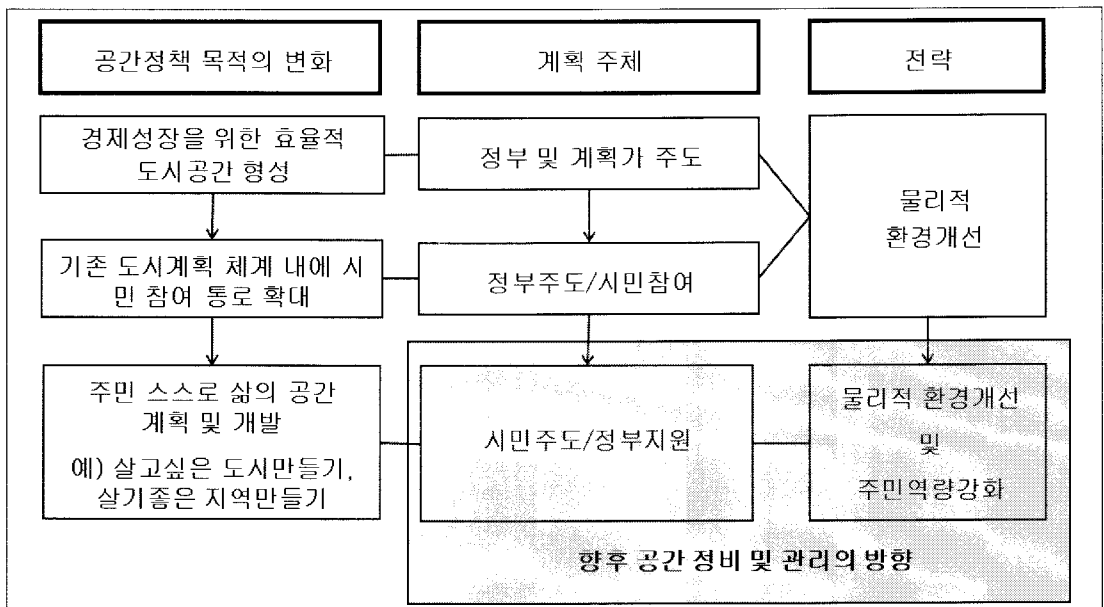 공간정책 목적의 변화
계획 주체
전략
경제성장을 위한 효율적
도시공간 형성
정부 및 계획가 주도
물리적
환경개선
기존 도시계획 체계 내에 시
민 참여 통로 확대
정부주도/시민참여
주민 스스로 삶의 공간
계획 및 개발
예) 살고싶은 도시만들기,
살기좋은 지역만들기
시민주도/정부지원
물리적 환경개선
및
주민역량강화
향후 공간 정비 및 관리의 방향